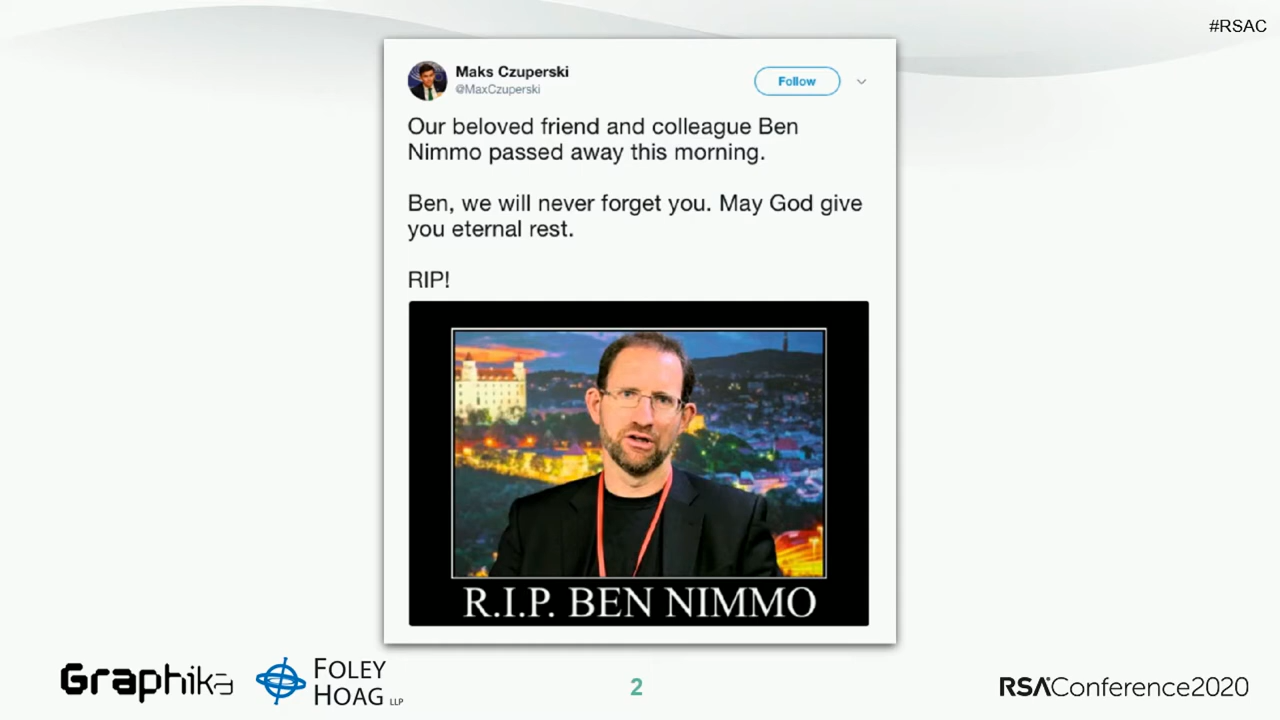 #RSAC
Maks Czuperski
@MaxCzuperski
Follow
Our beloved friend and colleague Ben
Nimmo passed away this morning.
Ben, we will never forget you. May God give
you eternal rest.
RIP!
R.I.P. BEN NIMMO
Graphika
FOLEY
HOAG LLP
2
RSAConference2020